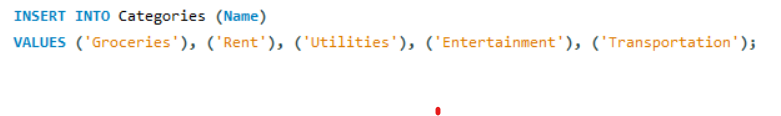 INSERT INTO Categories (Name)
VALUES ('Groceries'), ('Rent'), ('Utilities'), ('Entertainment'), ('Transportation');